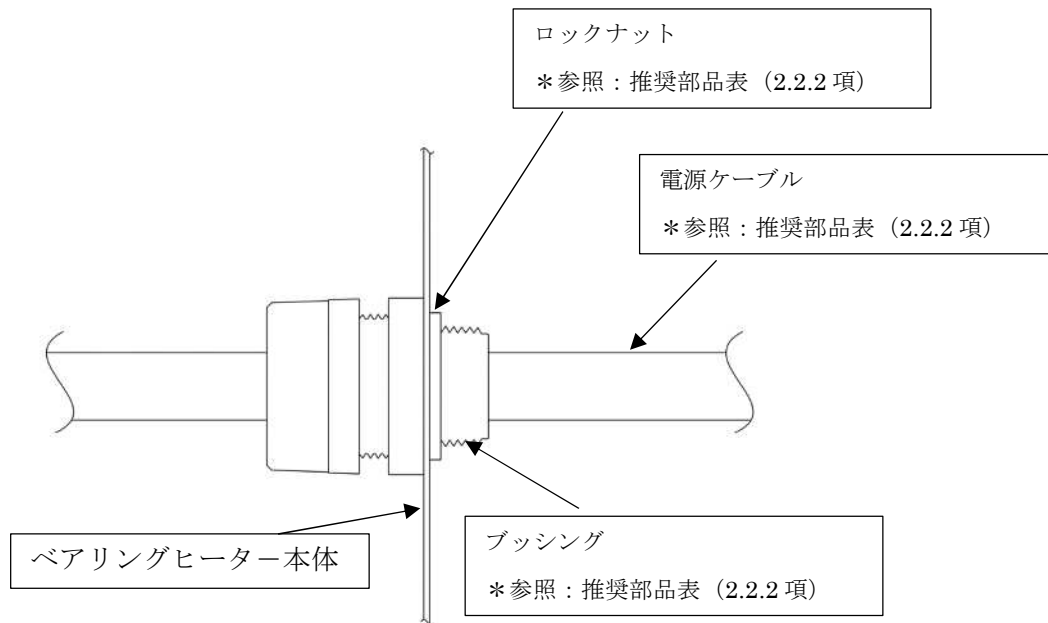 ロックナット
＊参照：推奨部品表（2.2.2 項）
電源ケーブル
＊参照：推奨部品表（2.2.2 項）
ベアリングヒーター本体
ブッシング
＊参照：推奨部品表（2.2.2 項）